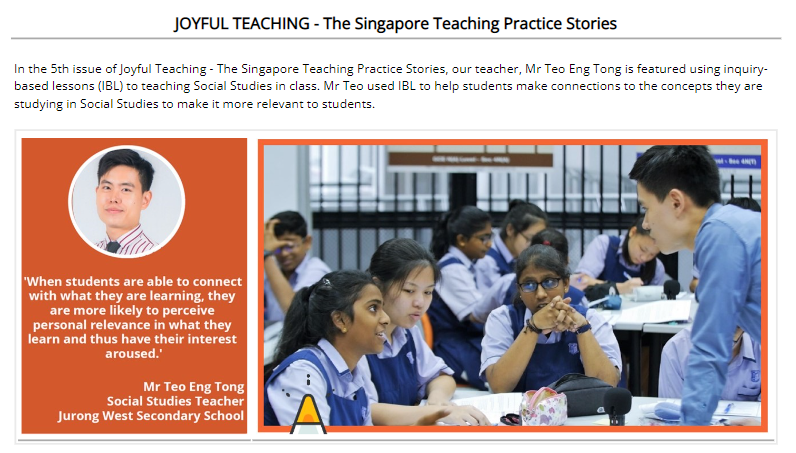 JOYFUL TEACHING - The Singapore Teaching Practice Stories
In the 5th issue of Joyful Teaching - The Singapore Teaching Practice Stories, our teacher, Mr Teo Eng Tong is featured using inquiry-
based lessons (IBL) to teaching Social Studies in class. Mr Teo used IBL to help students make connections to the concepts they are
studying in Social Studies to make it more relevant to students.
'When students are able to connect
with what they are learning, they
are more likely to perceive
personal relevance in what they
learn and thus have their interest
aroused.'
Mr Teo Eng Tong
Social Studies Teacher
Jurong West Secondary School